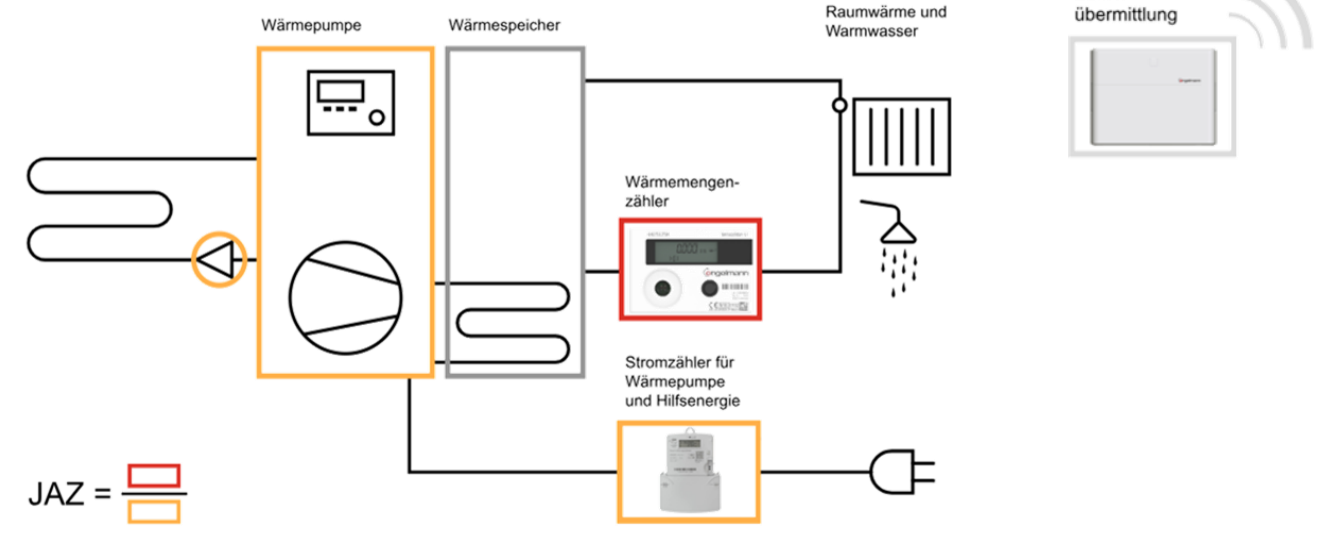 Wärmepumpe
Wärmespeicher
Raumwärme und
Warmwasser
übermittlung
Wärmemengen-
zähler
engelmann
Stromzähler für
Wärmepumpe
und Hilfsenergie
JAZ =